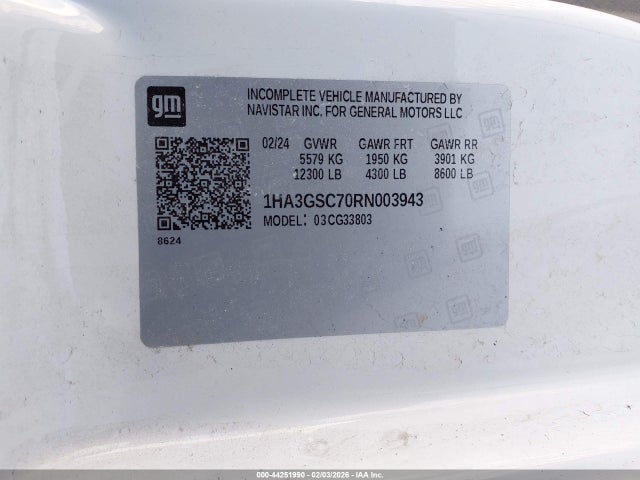 gm
INCOMPLETE VEHICLE MANUFACTURED BY
NAVISTAR INC. FOR GENERAL MOTORS LLC
02/24 GVWR GAWR FRT GAWR RR
5579 KG 1950 KG 3901 KG
12300 LB 4300 LB 8600 LB
1HA3GSC70RN003943
MODEL: 03CG33803
8624
000-44251990 - 02/03/2026 - IAA Corp.